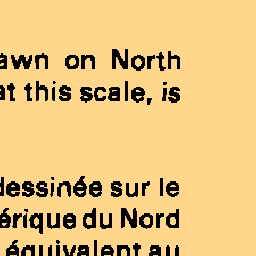 awn on North
at this scale, is
dessinée sur le
érique du Nord
équivalent au